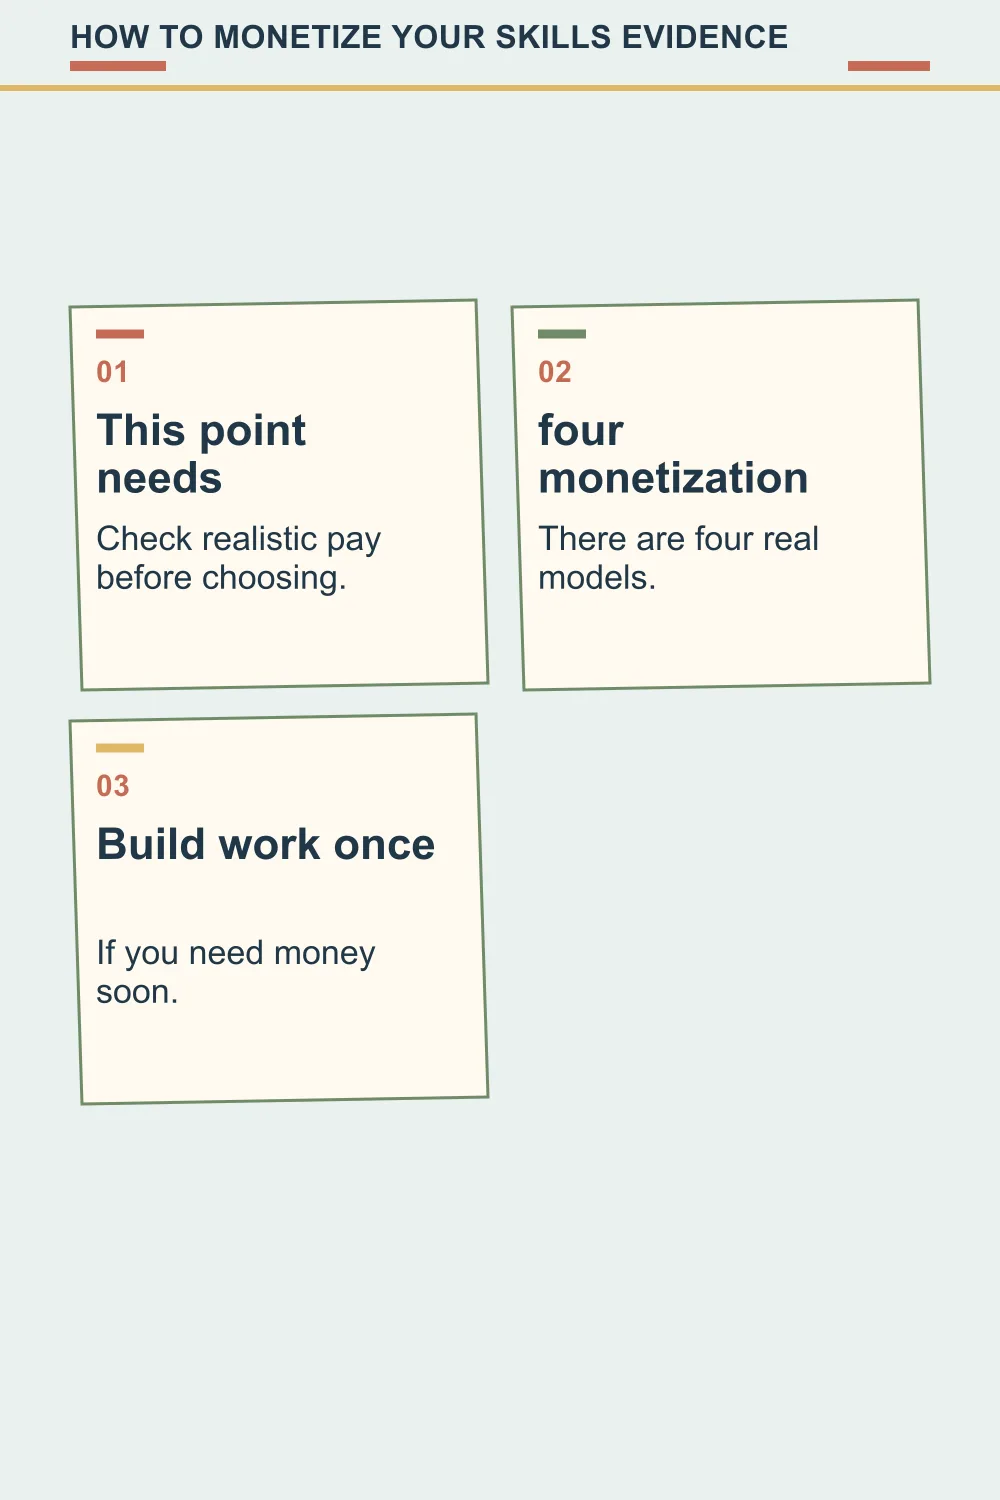 HOW TO MONETIZE YOUR SKILLS EVIDENCE
01
This point
needs
Check realistic pay
before choosing.
02
four
monetization
There are four real
models.
03
Build work once
If you need money
soon.